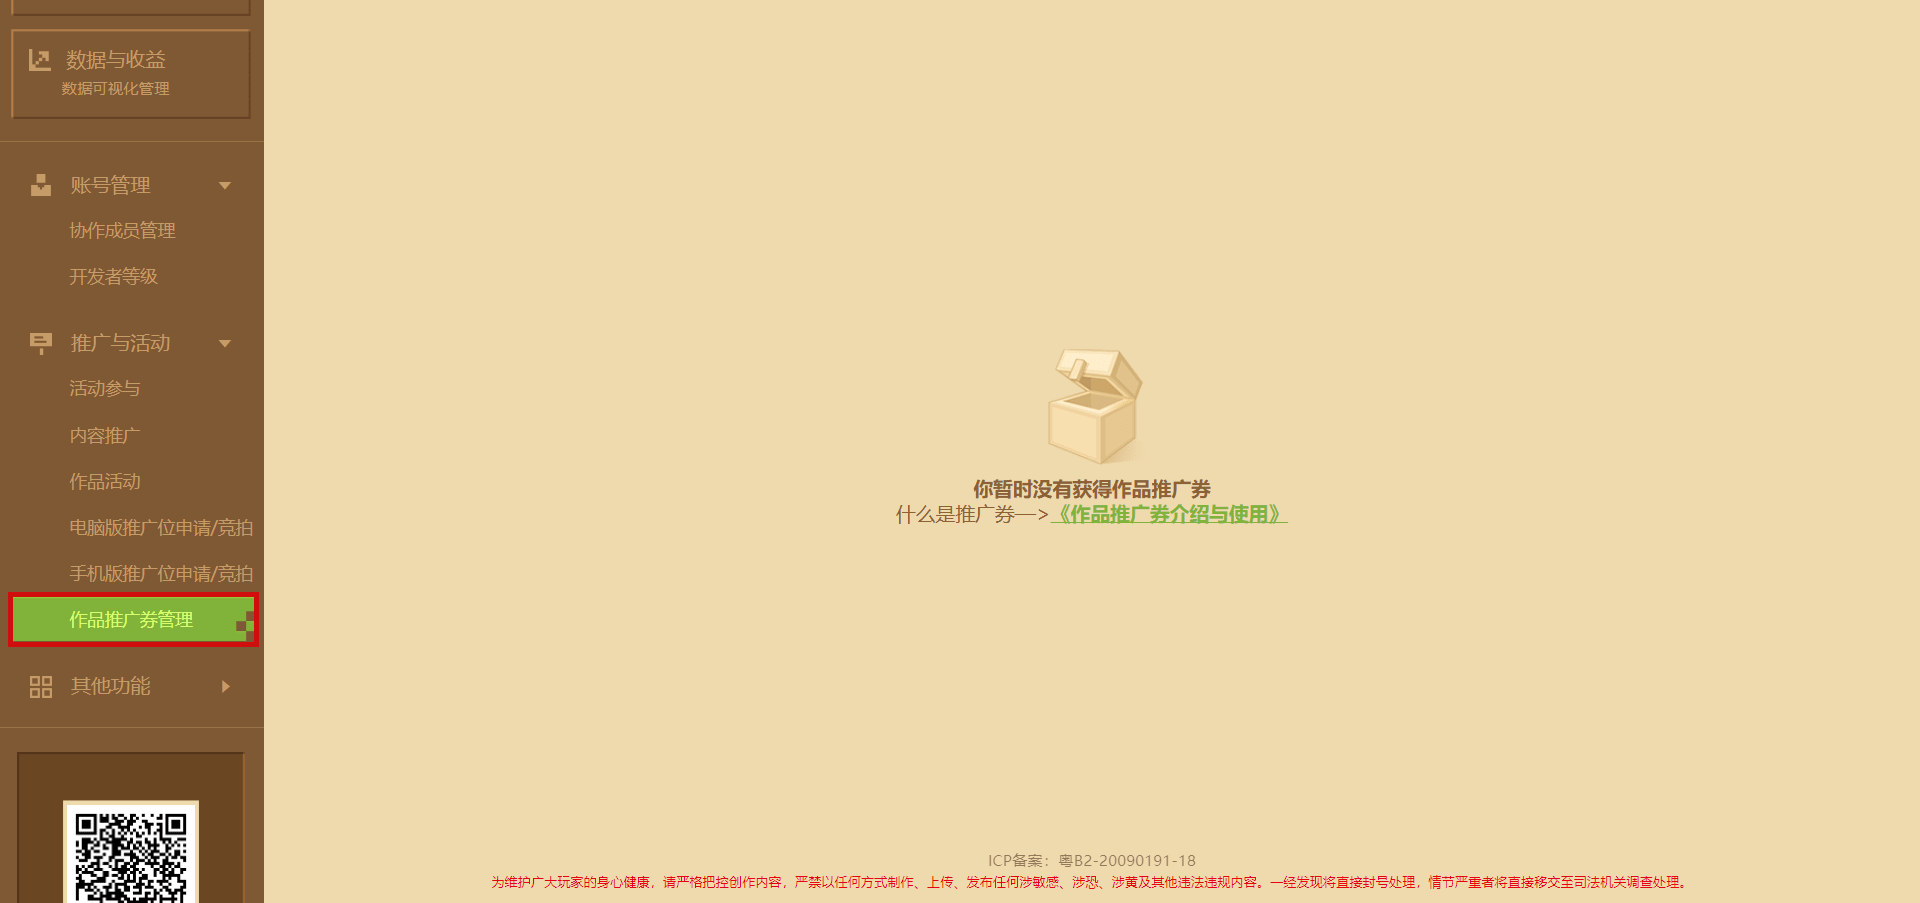 数据与收益
数据可视化管理
账号管理
协作成员管理
开发者等级
推广与活动
活动参与
内容推广
作品活动
电脑版推广位申请/竞拍
手机版推广位申请/竞拍
作品推广券管理
其他功能
你暂时没有获得作品推广券
什么是推广券—>《作品推广券介绍与使用》
ICP备案：粤B2-20090191-18
为维护广大玩家的身心健康，请严格把控创作内容，严禁以任何方式制作、上传、发布任何涉敏感、涉恐、涉黄及其他违法违规内容。一经发现将直接封号处理，情节严重者将直接移交至司法机关调查处理。